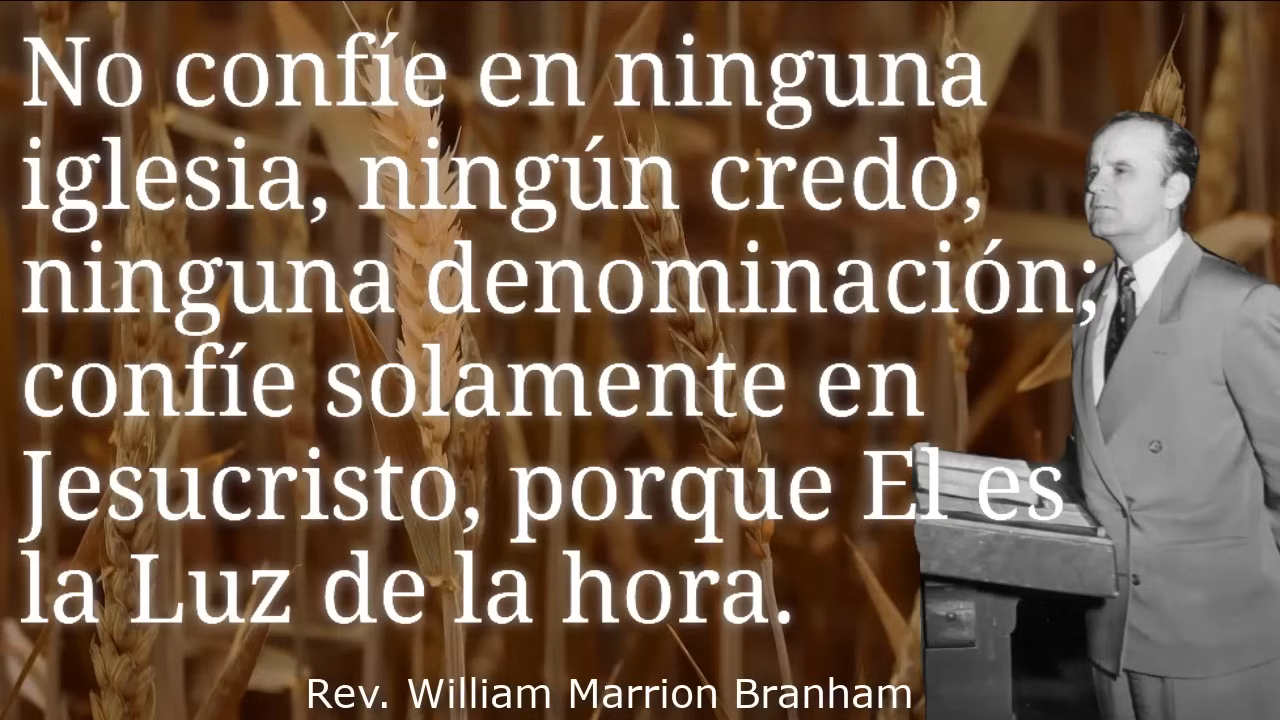 No confíe en ninguna
iglesia, ningún credo,
ninguna denominación;
confíe solamente en
Jesucristo, porque El es
la Luz de la hora.
Rev. William Marrion Branham